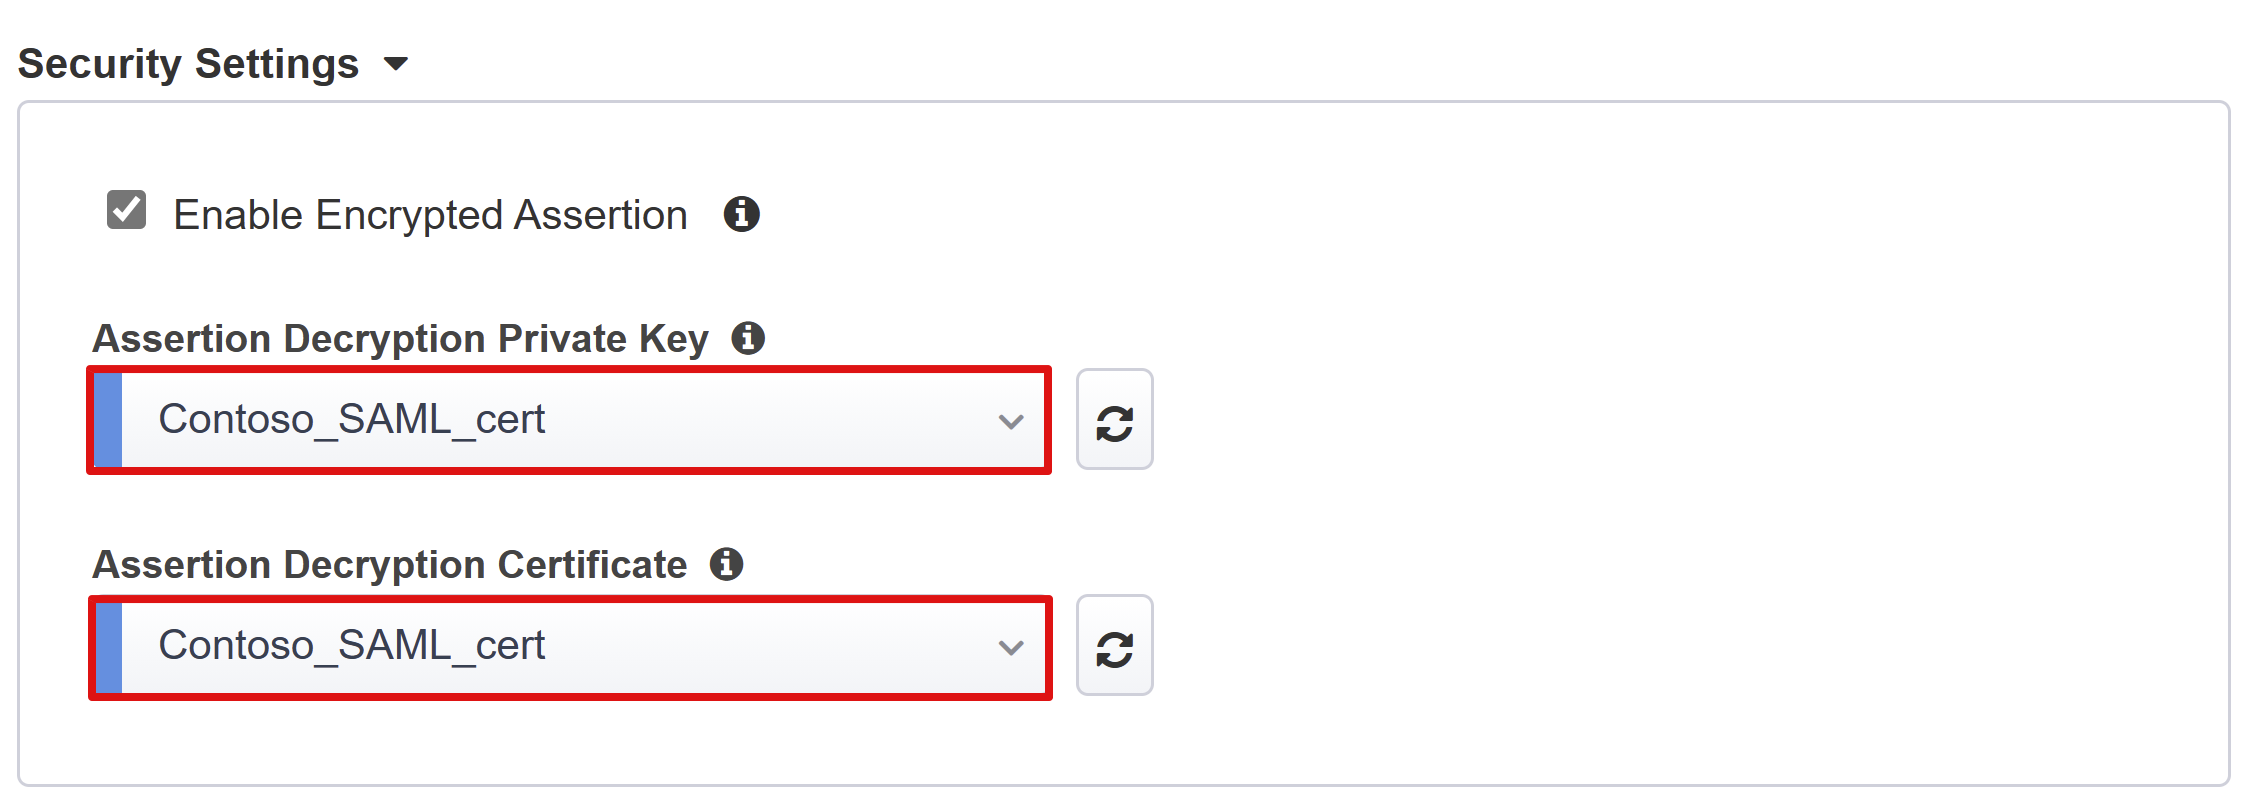 Security Settings
Enable Encrypted Assertion
Assertion Decryption Private Key
Contoso_SAML_cert
Assertion Decryption Certificate
Contoso_SAML_cert